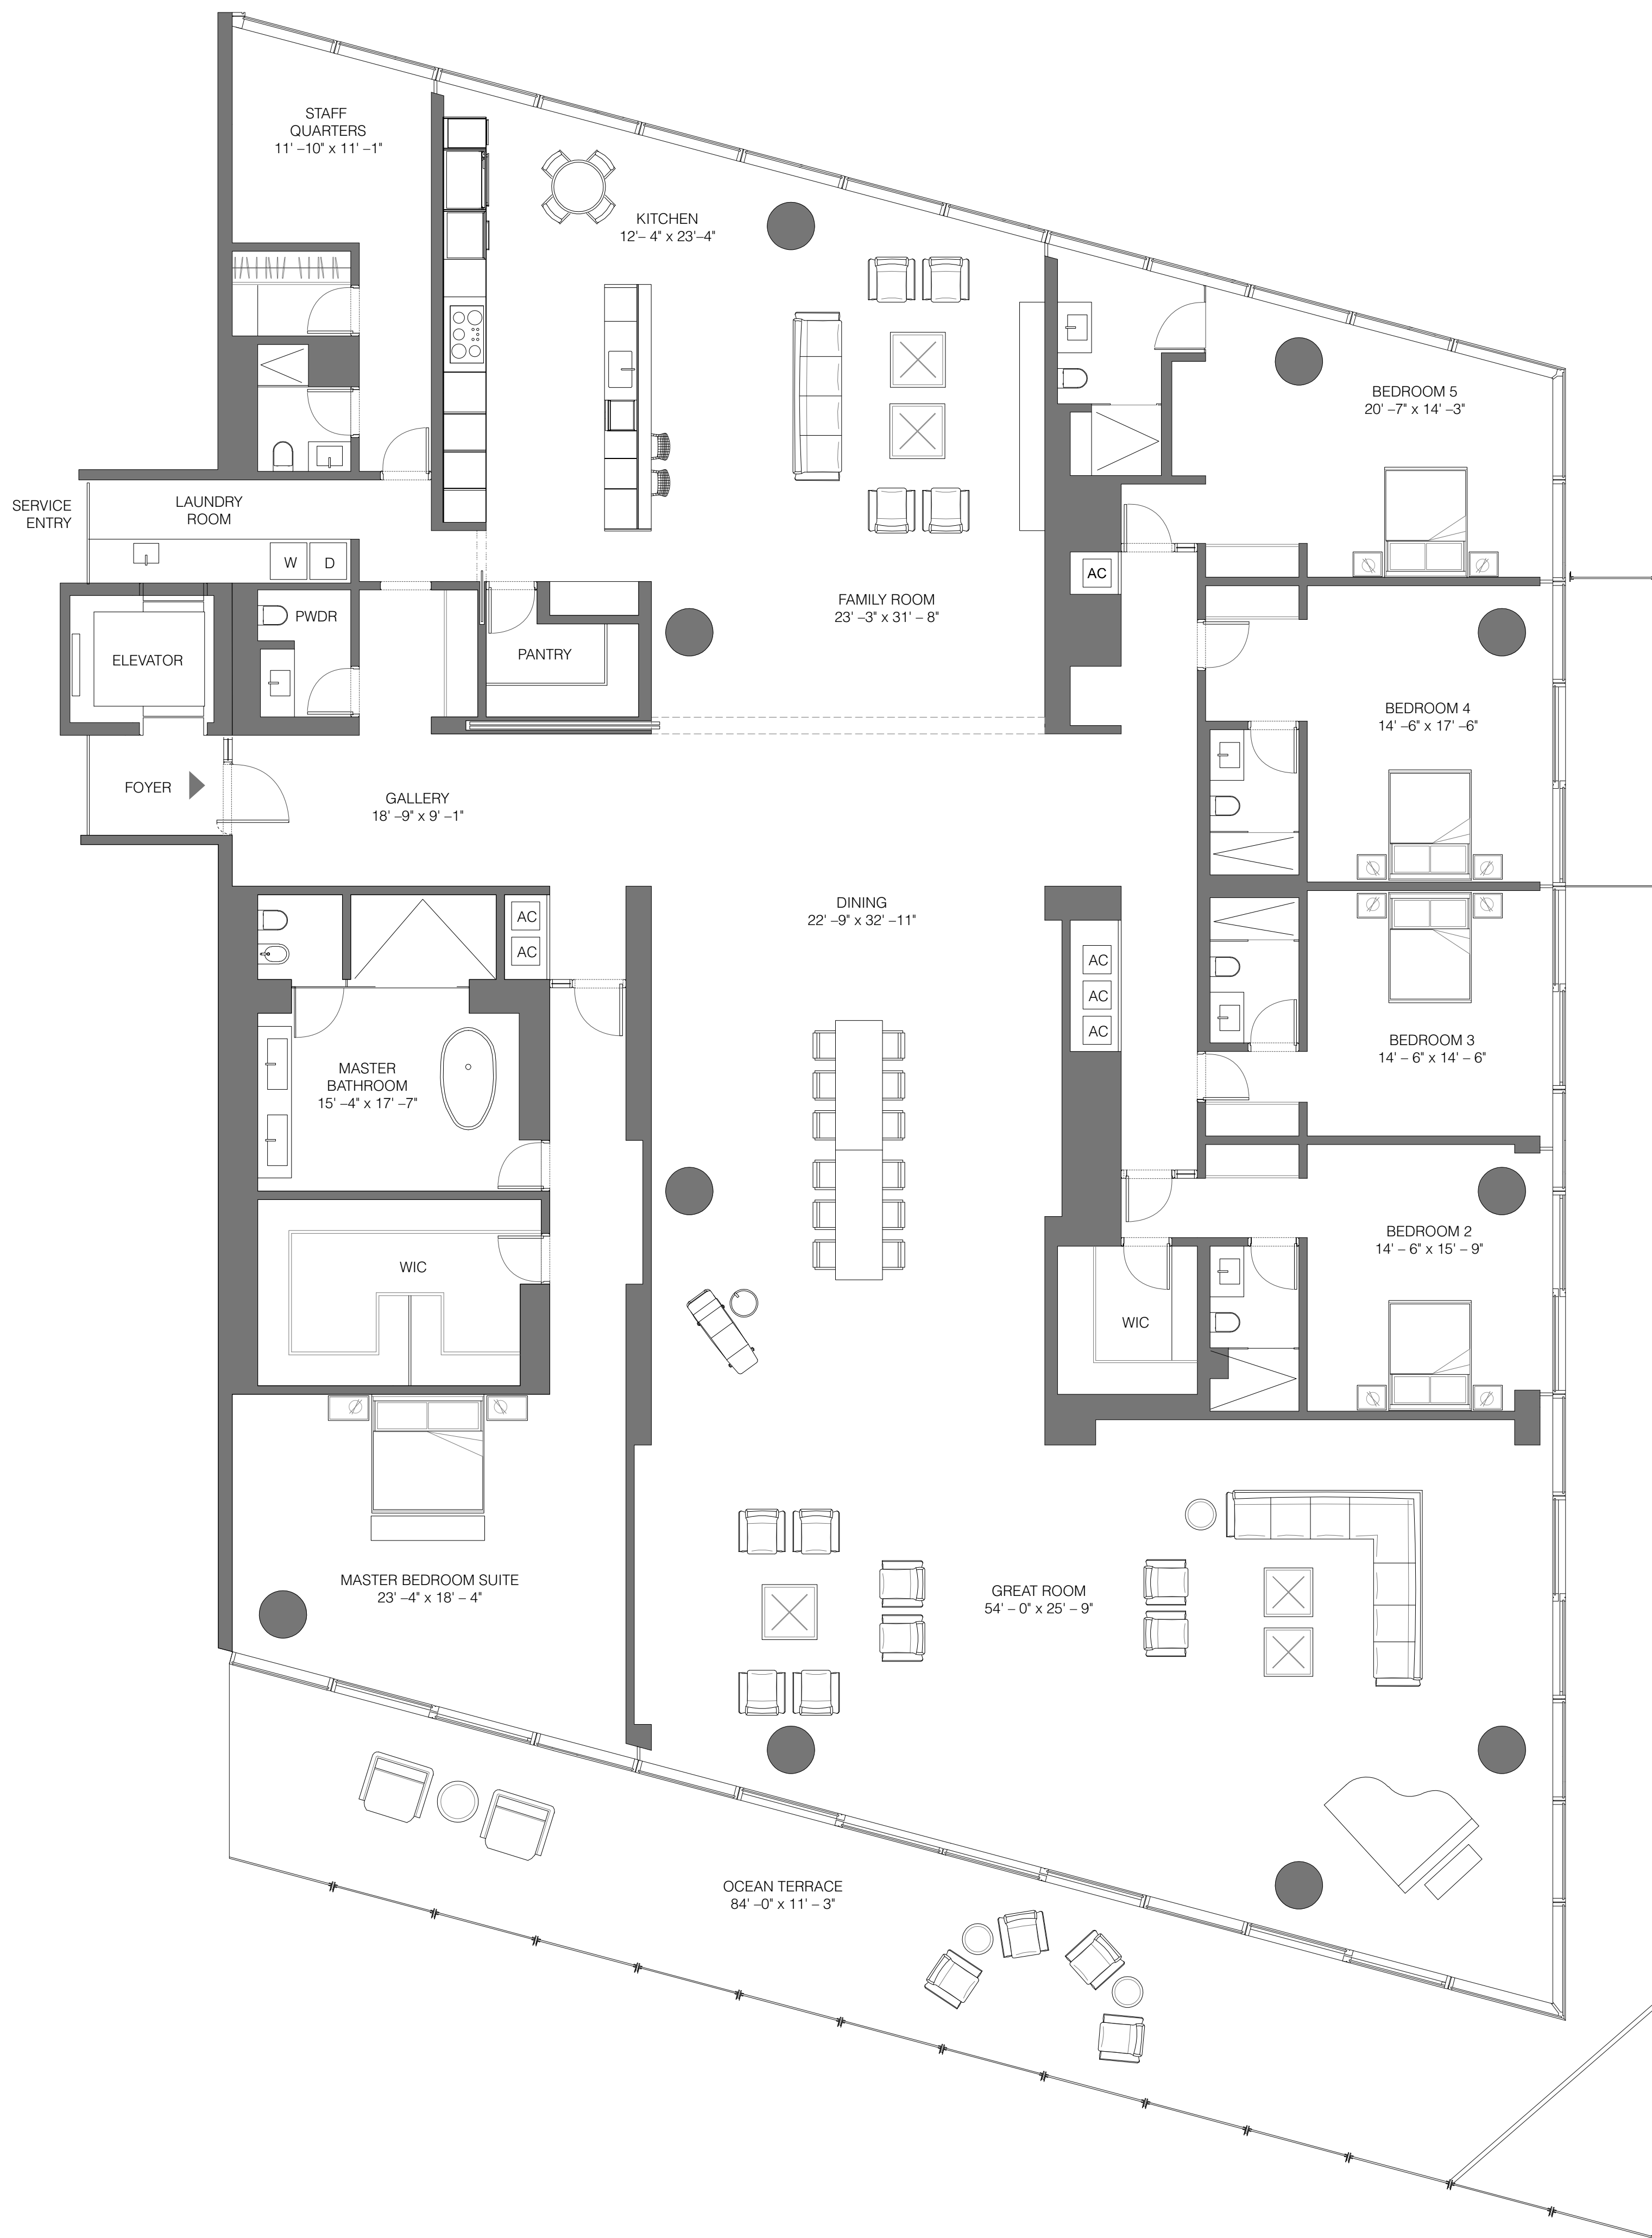 STAFF
QUARTERS
11' –10" x 11' –1"
KITCHEN
12'– 4" x 23'–4"
BEDROOM 5
20' –7" x 14' –3"
SERVICE
ENTRY
LAUNDRY
ROOM
W
D
AC
PWDR
ELEVATOR
PANTRY
FAMILY ROOM
23' –3" x 31' – 8"
BEDROOM 4
14' –6" x 17' –6"
FOYER
GALLERY
18' –9" x 9' –1"
DINING
22' –9" x 32' –11"
AC
AC
AC
AC
AC
BEDROOM 3
14' – 6" x 14' – 6"
MASTER
BATHROOM
15' –4" x 17' –7"
BEDROOM 2
14' – 6" x 15' – 9"
WIC
WIC
MASTER BEDROOM SUITE
23' –4" x 18' – 4"
GREAT ROOM
54' – 0" x 25' – 9"
OCEAN TERRACE
84' –0" x 11' – 3"